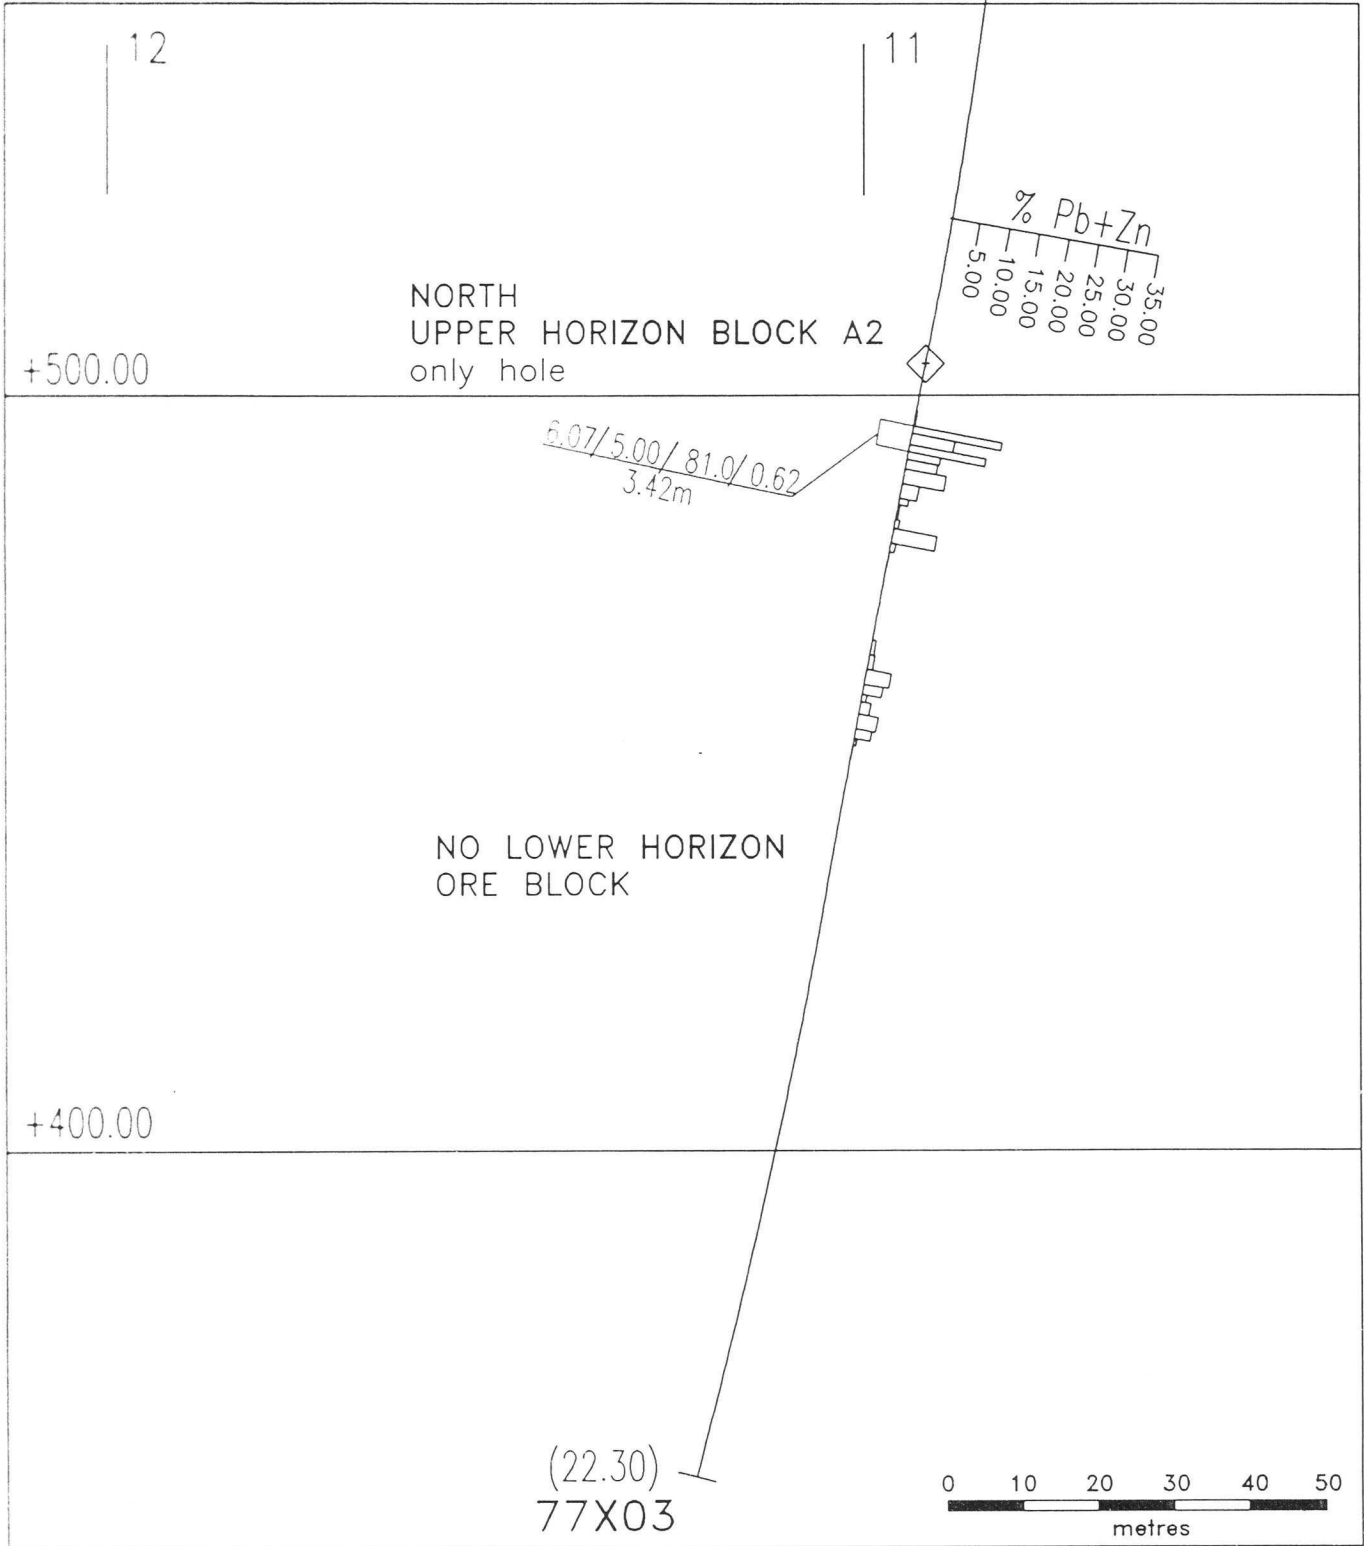 12
11
% Pb+Zn
5.00
10.00
15.00
20.00
25.00
30.00
35.00
NORTH
UPPER HORIZON BLOCK A2
only hole
+500.00
6.07/5.00/81.0/0.62
3.42m
NO LOWER HORIZON
ORE BLOCK
+400.00
(22.30)
77X03
0 10 20 30 40 50
metres